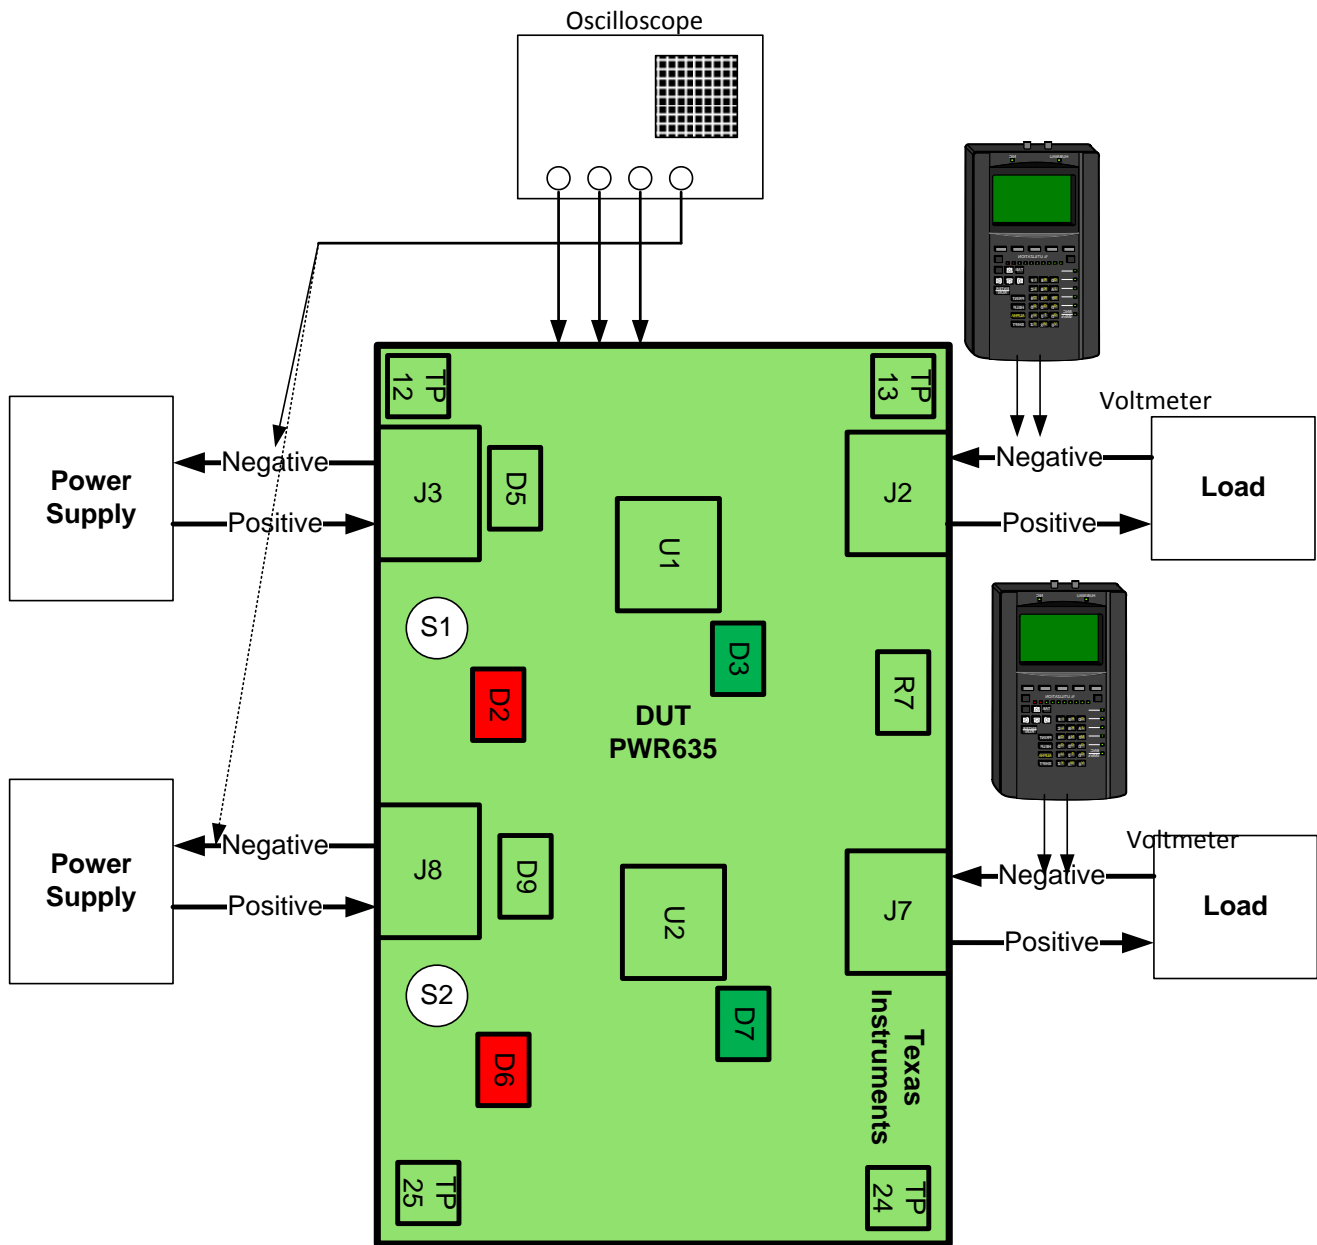 Oscilloscope
TP
12
TP
13
Voltmeter
Power
Supply
Negative
Positive
J3
D5
U1
J2
Negative
Positive
Load
S1
D2
D3
R7
DUT
PWR635
Power
Supply
Negative
Positive
J8
D9
U2
J7
Voltmeter
Negative
Positive
Load
S2
D6
D7
Texas
Instruments
TP
25
TP
24